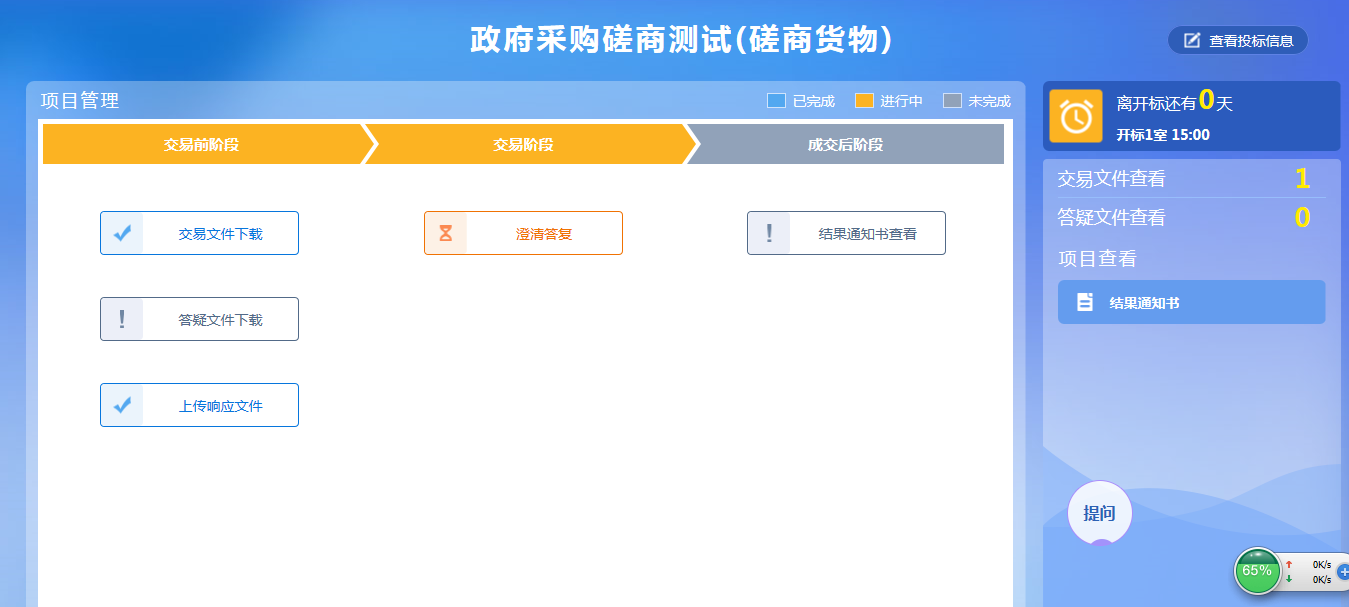 政府采购磋商测试(磋商货物)
查看投标信息
项目管理
已完成
进行中
未完成
交易前阶段
交易阶段
成交后阶段
交易文件下载
澄清答复
结果通知书查看
答疑文件下载
上传响应文件
离开标还有0天
开标1室 15:00
交易文件查看 1
答疑文件查看 0
项目查看
结果通知书
提问
65%
0K/s
0K/s